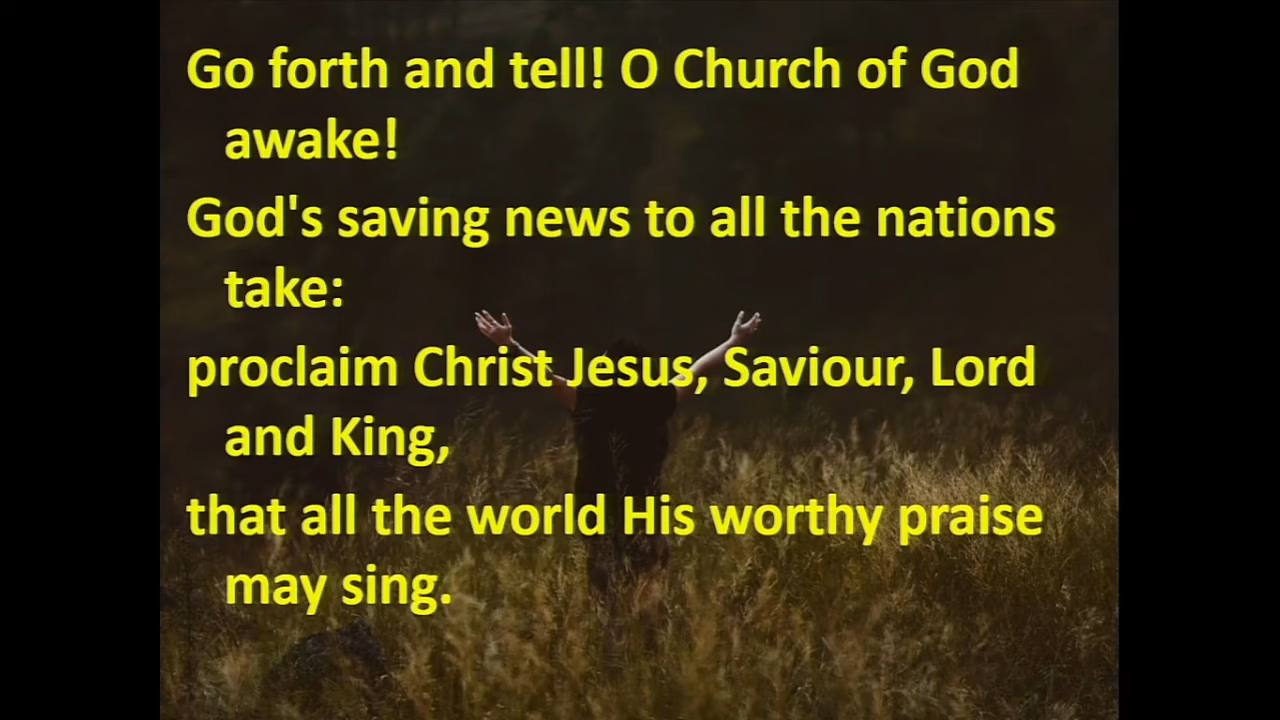 Go forth and tell! O Church of God
awake!
God's saving news to all the nations
take:
proclaim Christ Jesus, Saviour, Lord
and King,
that all the world His worthy praise
may sing.